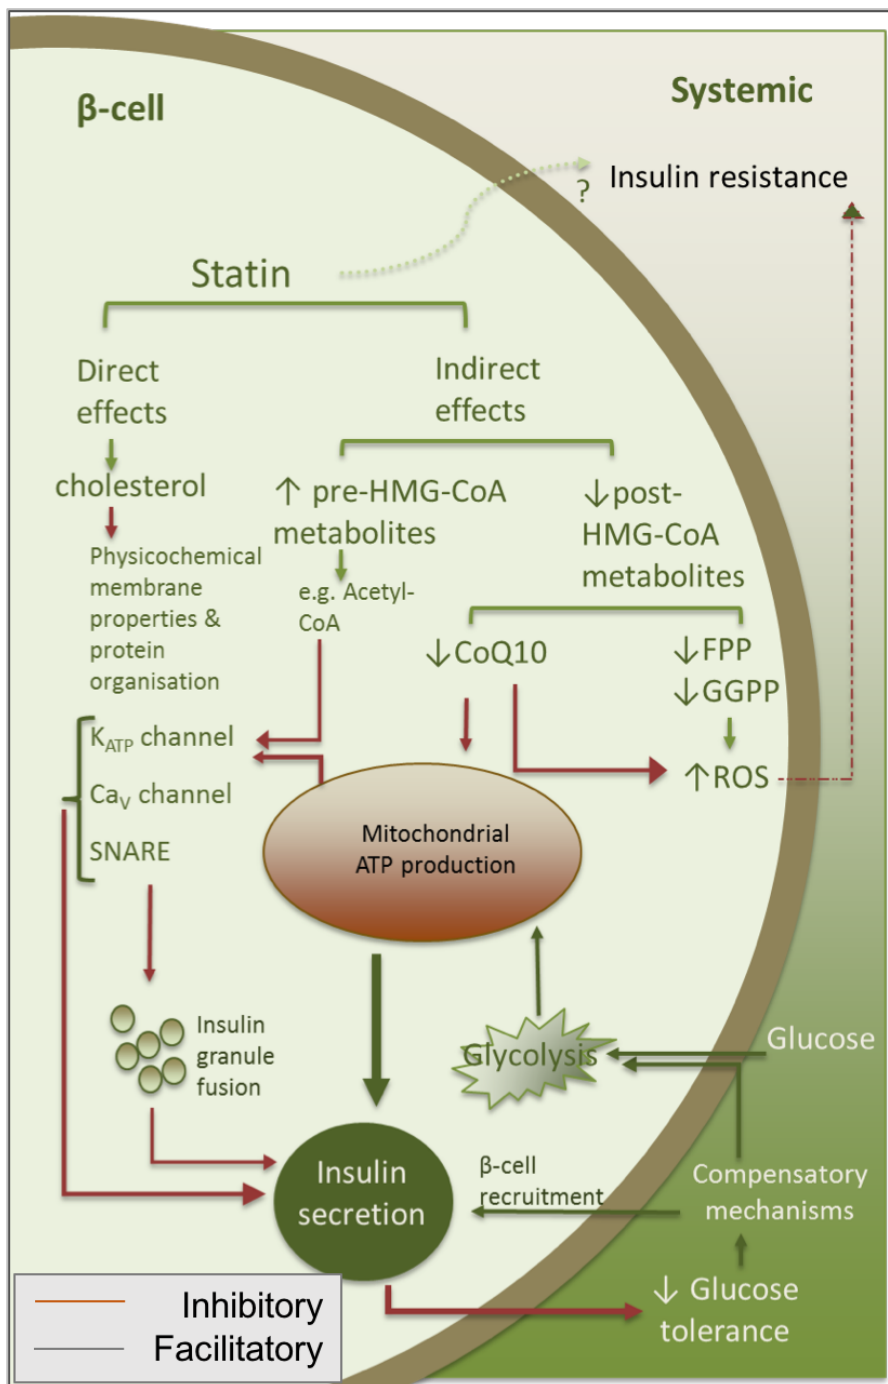 β-cell
Systemic
?
Insulin resistance
Statin
Direct
effects
Indirect
effects
cholesterol
↑ pre-HMG-CoA
metabolites
↓post-
HMG-CoA
metabolites
Physicochemical
membrane
properties &
protein
organisation
e.g. Acetyl-
CoA
↓CoQ10
↓FPP
↓GGPP
↑ROS
K_ATP channel
Ca_V channel
SNARE
Mitochondrial
ATP production
Insulin
granule
fusion
Glycolysis
Glucose
Insulin
secretion
β-cell
recruitment
Compensatory
mechanisms
↓ Glucose
tolerance
Inhibitory
Facilitatory